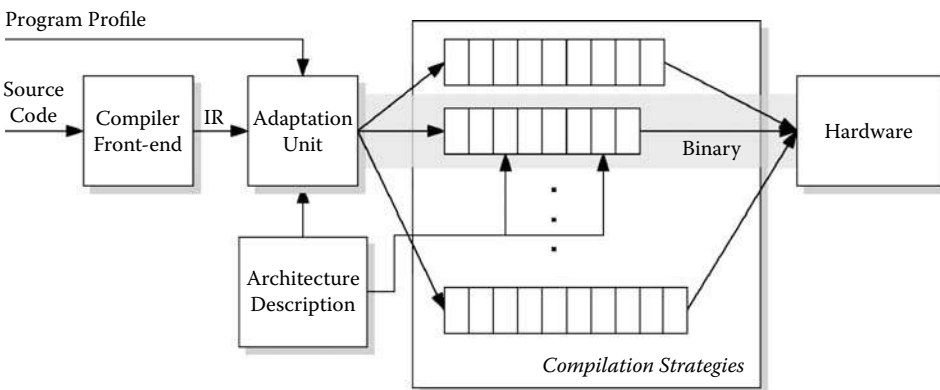 Program Profile
Source
Code
Compiler
Front-end
IR
Adaptation
Unit
Binary
Hardware
Architecture
Description
Compilation Strategies